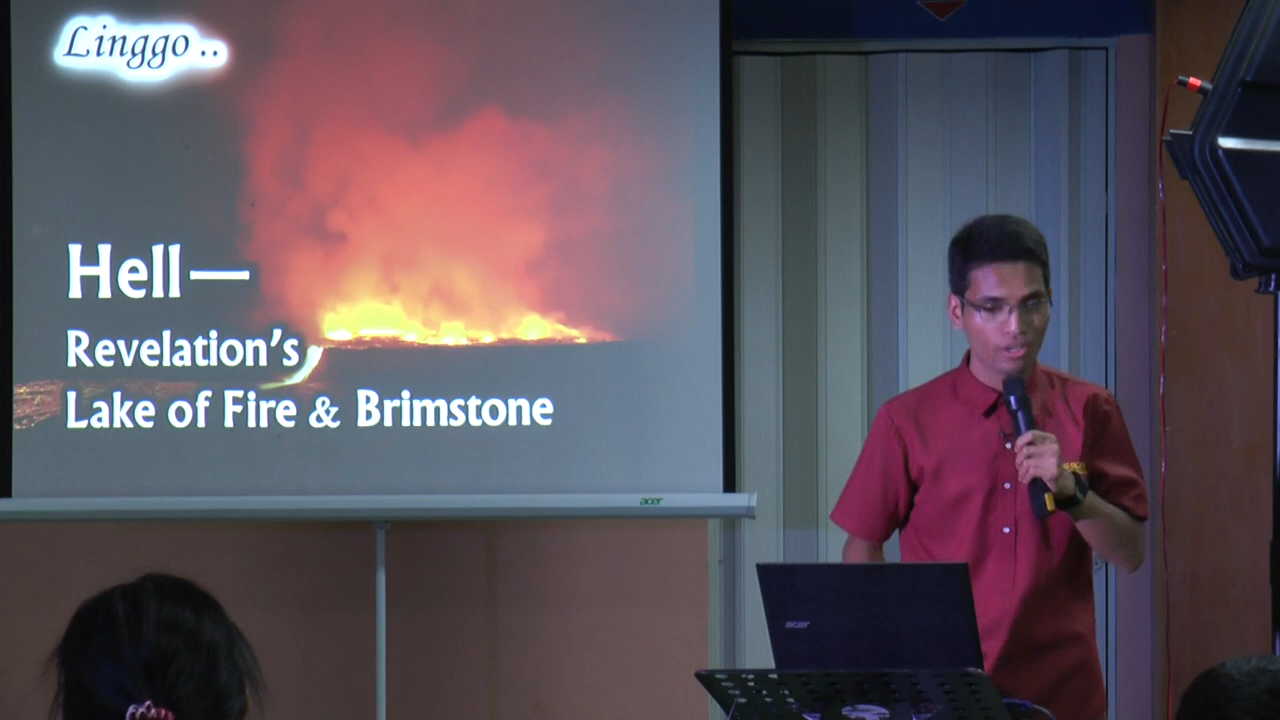 Linggo ..
Hell—
Revelation's
Lake of Fire & Brimstone
acer
acer